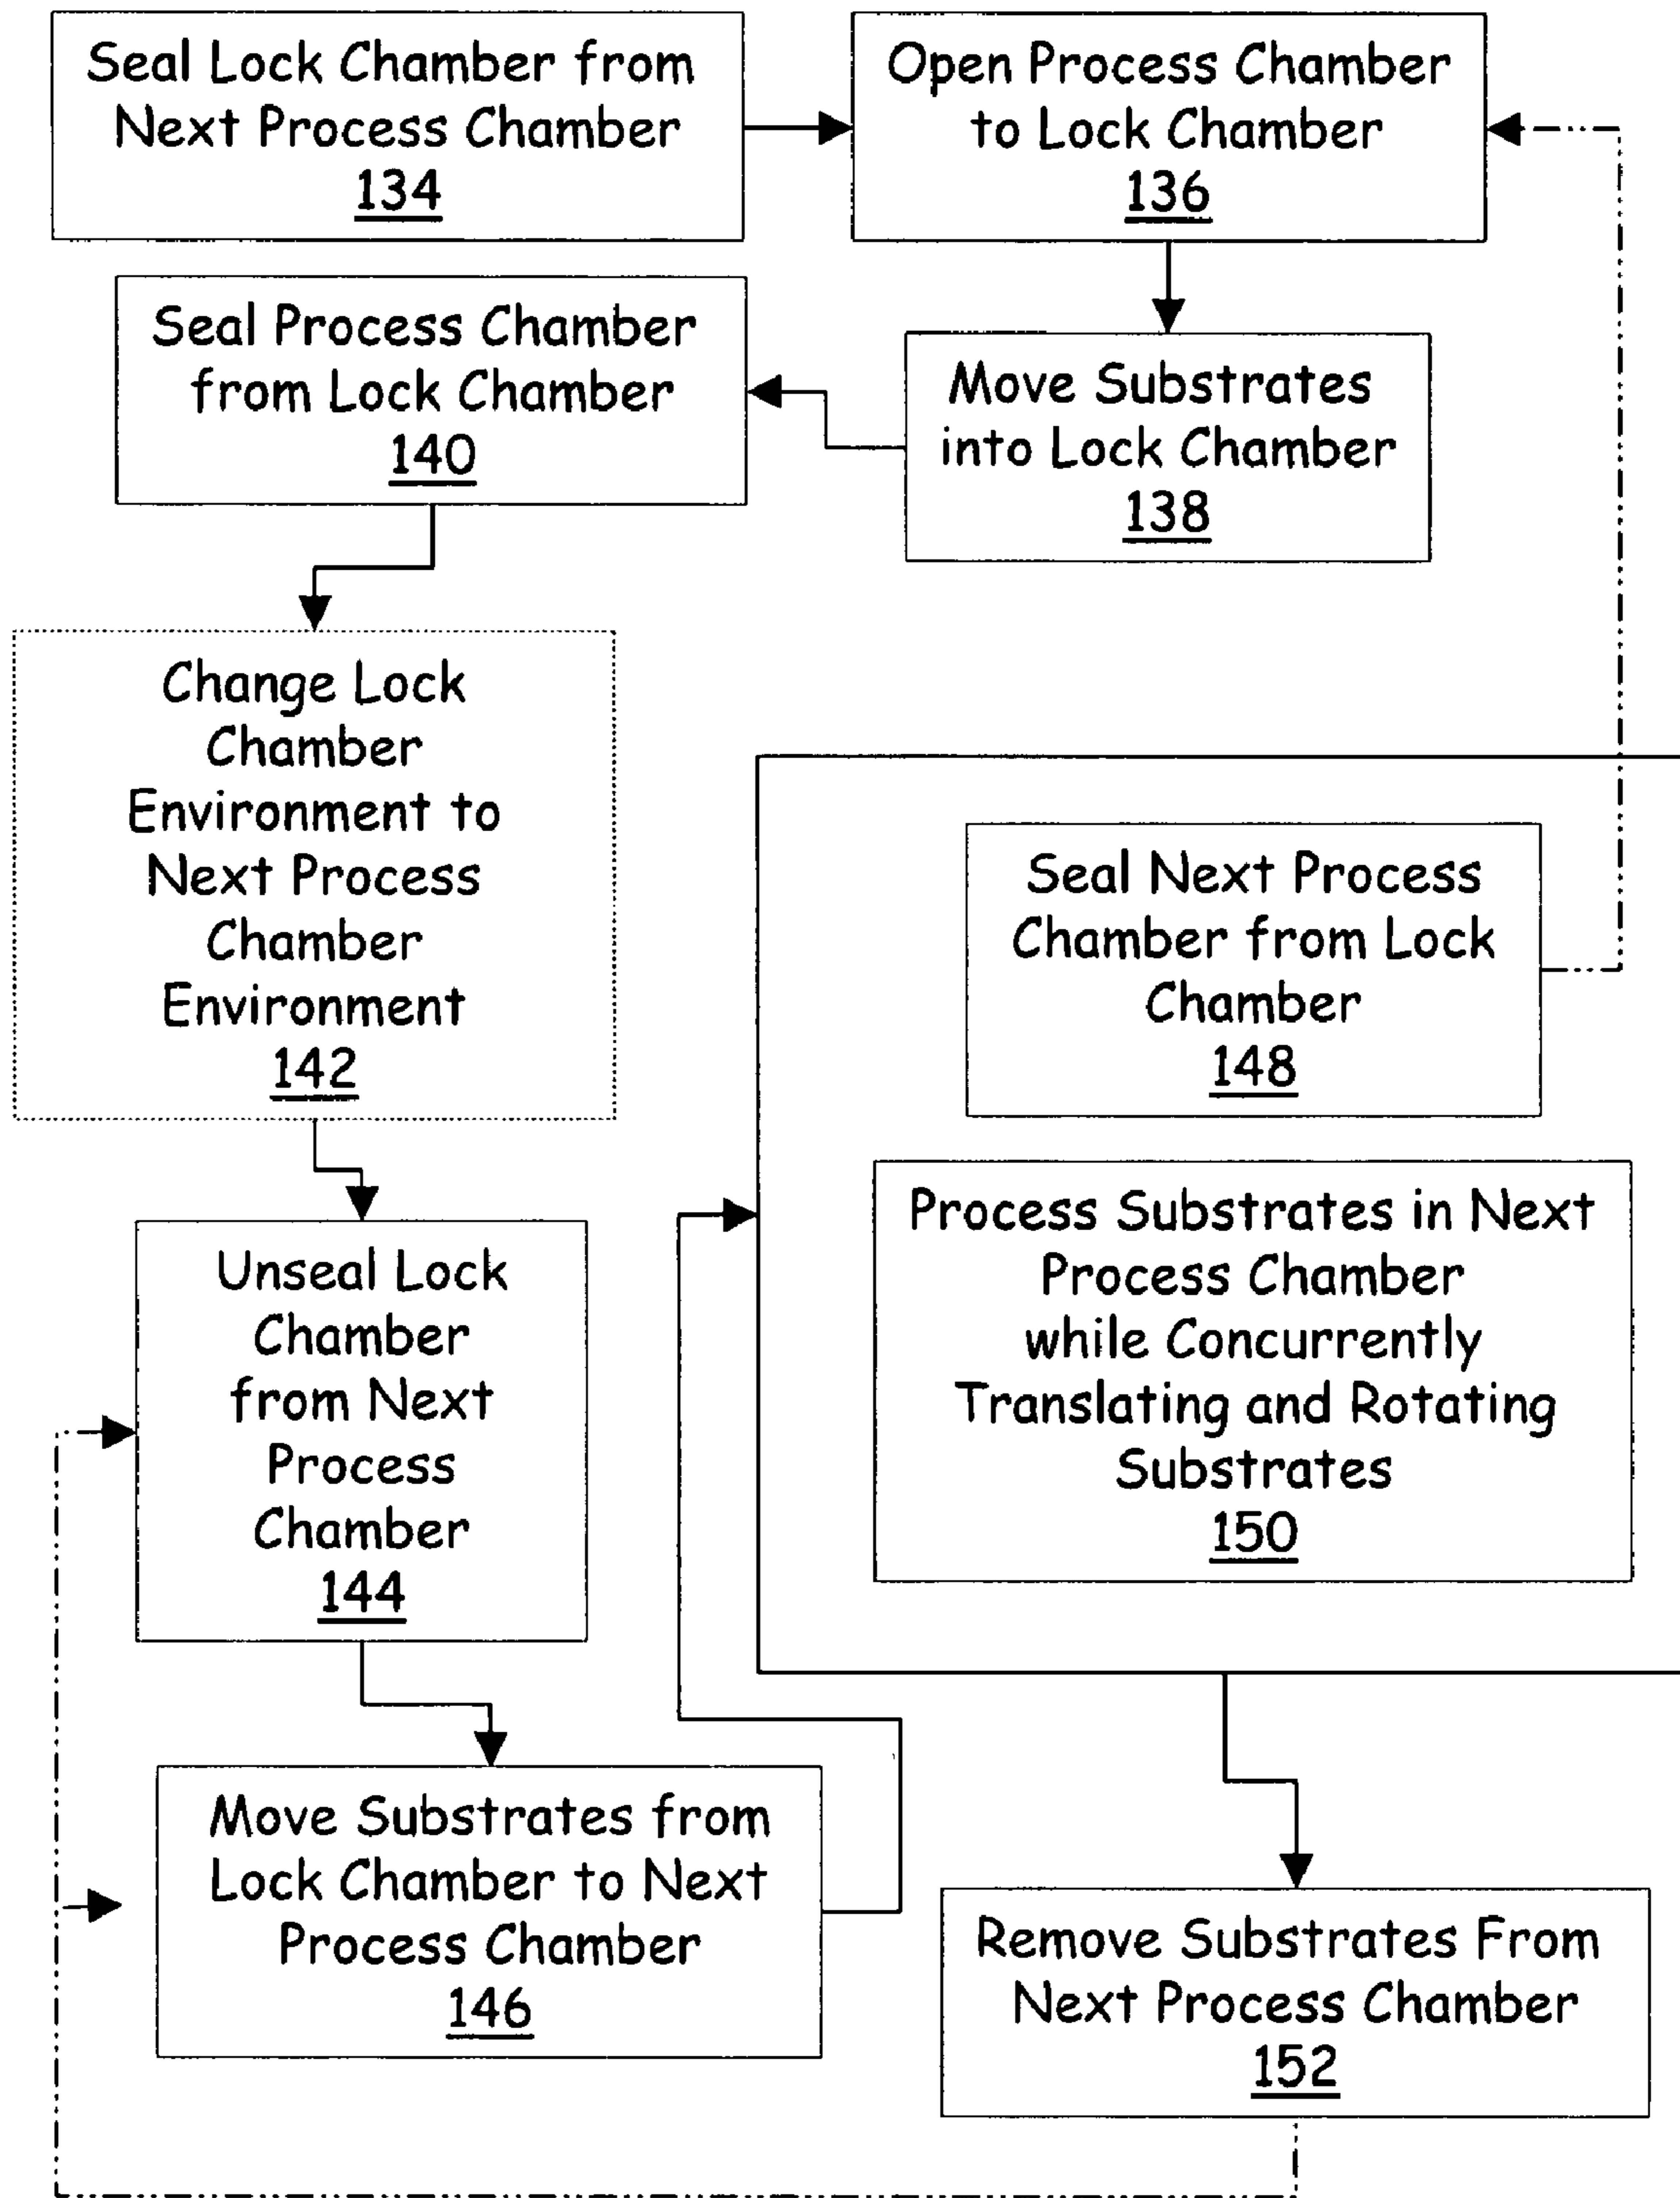 Seal Lock Chamber from
Next Process Chamber
134
Open Process Chamber
to Lock Chamber
136
Move Substrates
into Lock Chamber
138
Seal Process Chamber
from Lock Chamber
140
Change Lock
Chamber
Environment to
Next Process
Chamber
Environment
142
Unseal Lock
Chamber
from Next
Process
Chamber
144
Move Substrates from
Lock Chamber to Next
Process Chamber
146
Seal Next Process
Chamber from Lock
Chamber
148
Process Substrates in Next
Process Chamber
while Concurrently
Translating and Rotating
Substrates
150
Remove Substrates From
Next Process Chamber
152